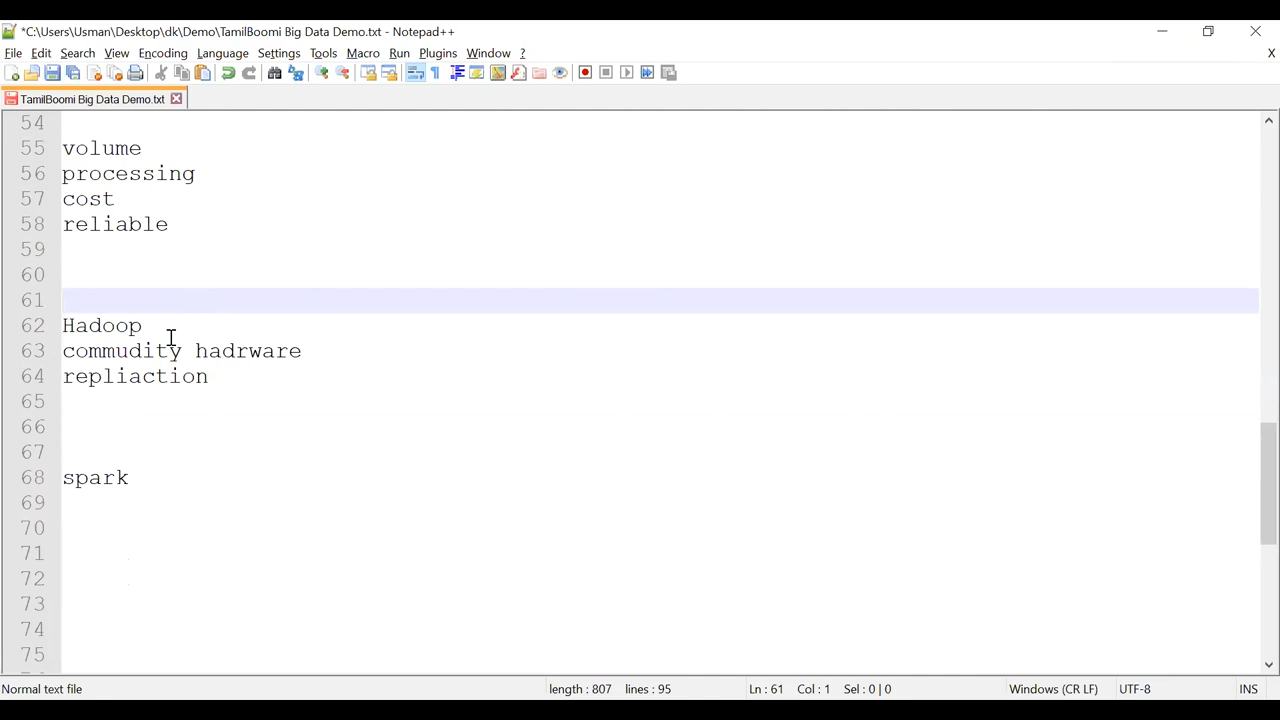 *C:\Users\Usman\Desktop\dk\Demo\TamilBoomi Big Data Demo.txt - Notepad++
File Edit Search View Encoding Language Settings Tools Macro Run Plugins Window ? X
TamilBoomi Big Data Demo.txt
54
55 volume
56 processing
57 cost
58 reliable
59
60
61
62 Hadoop
63 commudity hadrware
64 repliaction
65
66
67
68 spark
69
70
71
72
73
74
75
Normal text file length : 807 lines : 95 Ln : 61 Col : 1 Sel : 0 | 0 Windows (CR LF) UTF-8 INS